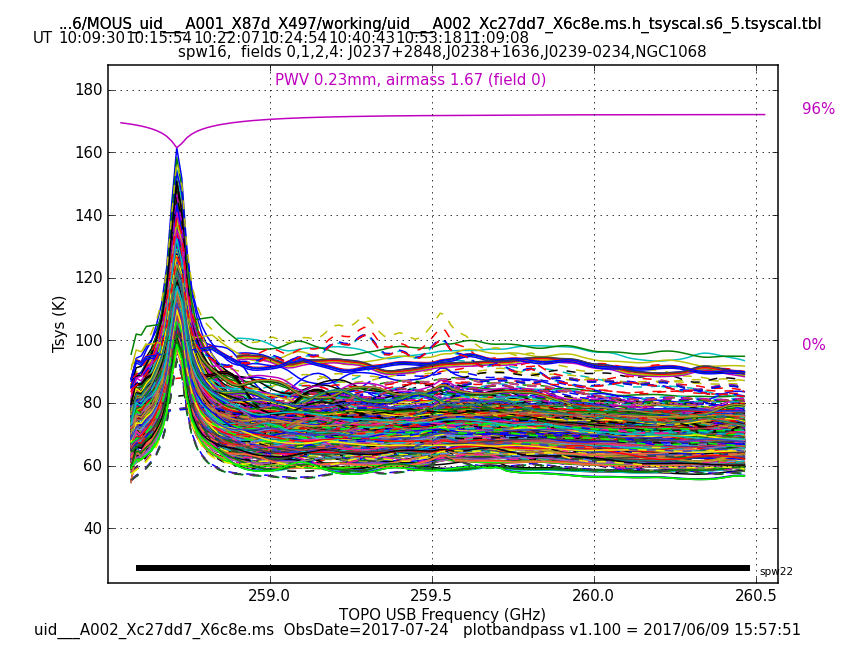 ...6/MOUS_uid___A001_X87d_X497/working/uid___A002_Xc27dd7_X6c8e.ms.h_tsyscal.s6_5.tsyscal.tbl
UT 10:09:30 10:15:54 10:22:07 10:24:54 10:40:43 10:53:18 11:09:08
spw16, fields 0,1,2,4: J0237+2848,J0238+1636,J0239-0234,NGC1068
PWV 0.23mm, airmass 1.67 (field 0)
180
160
140
120
100
80
60
40
Tsys (K)
96%
0%
spw22
259.0 259.5 260.0 260.5
TOPO USB Frequency (GHz)
uid___A002_Xc27dd7_X6c8e.ms ObsDate=2017-07-24 plotbandpass v1.100 = 2017/06/09 15:57:51